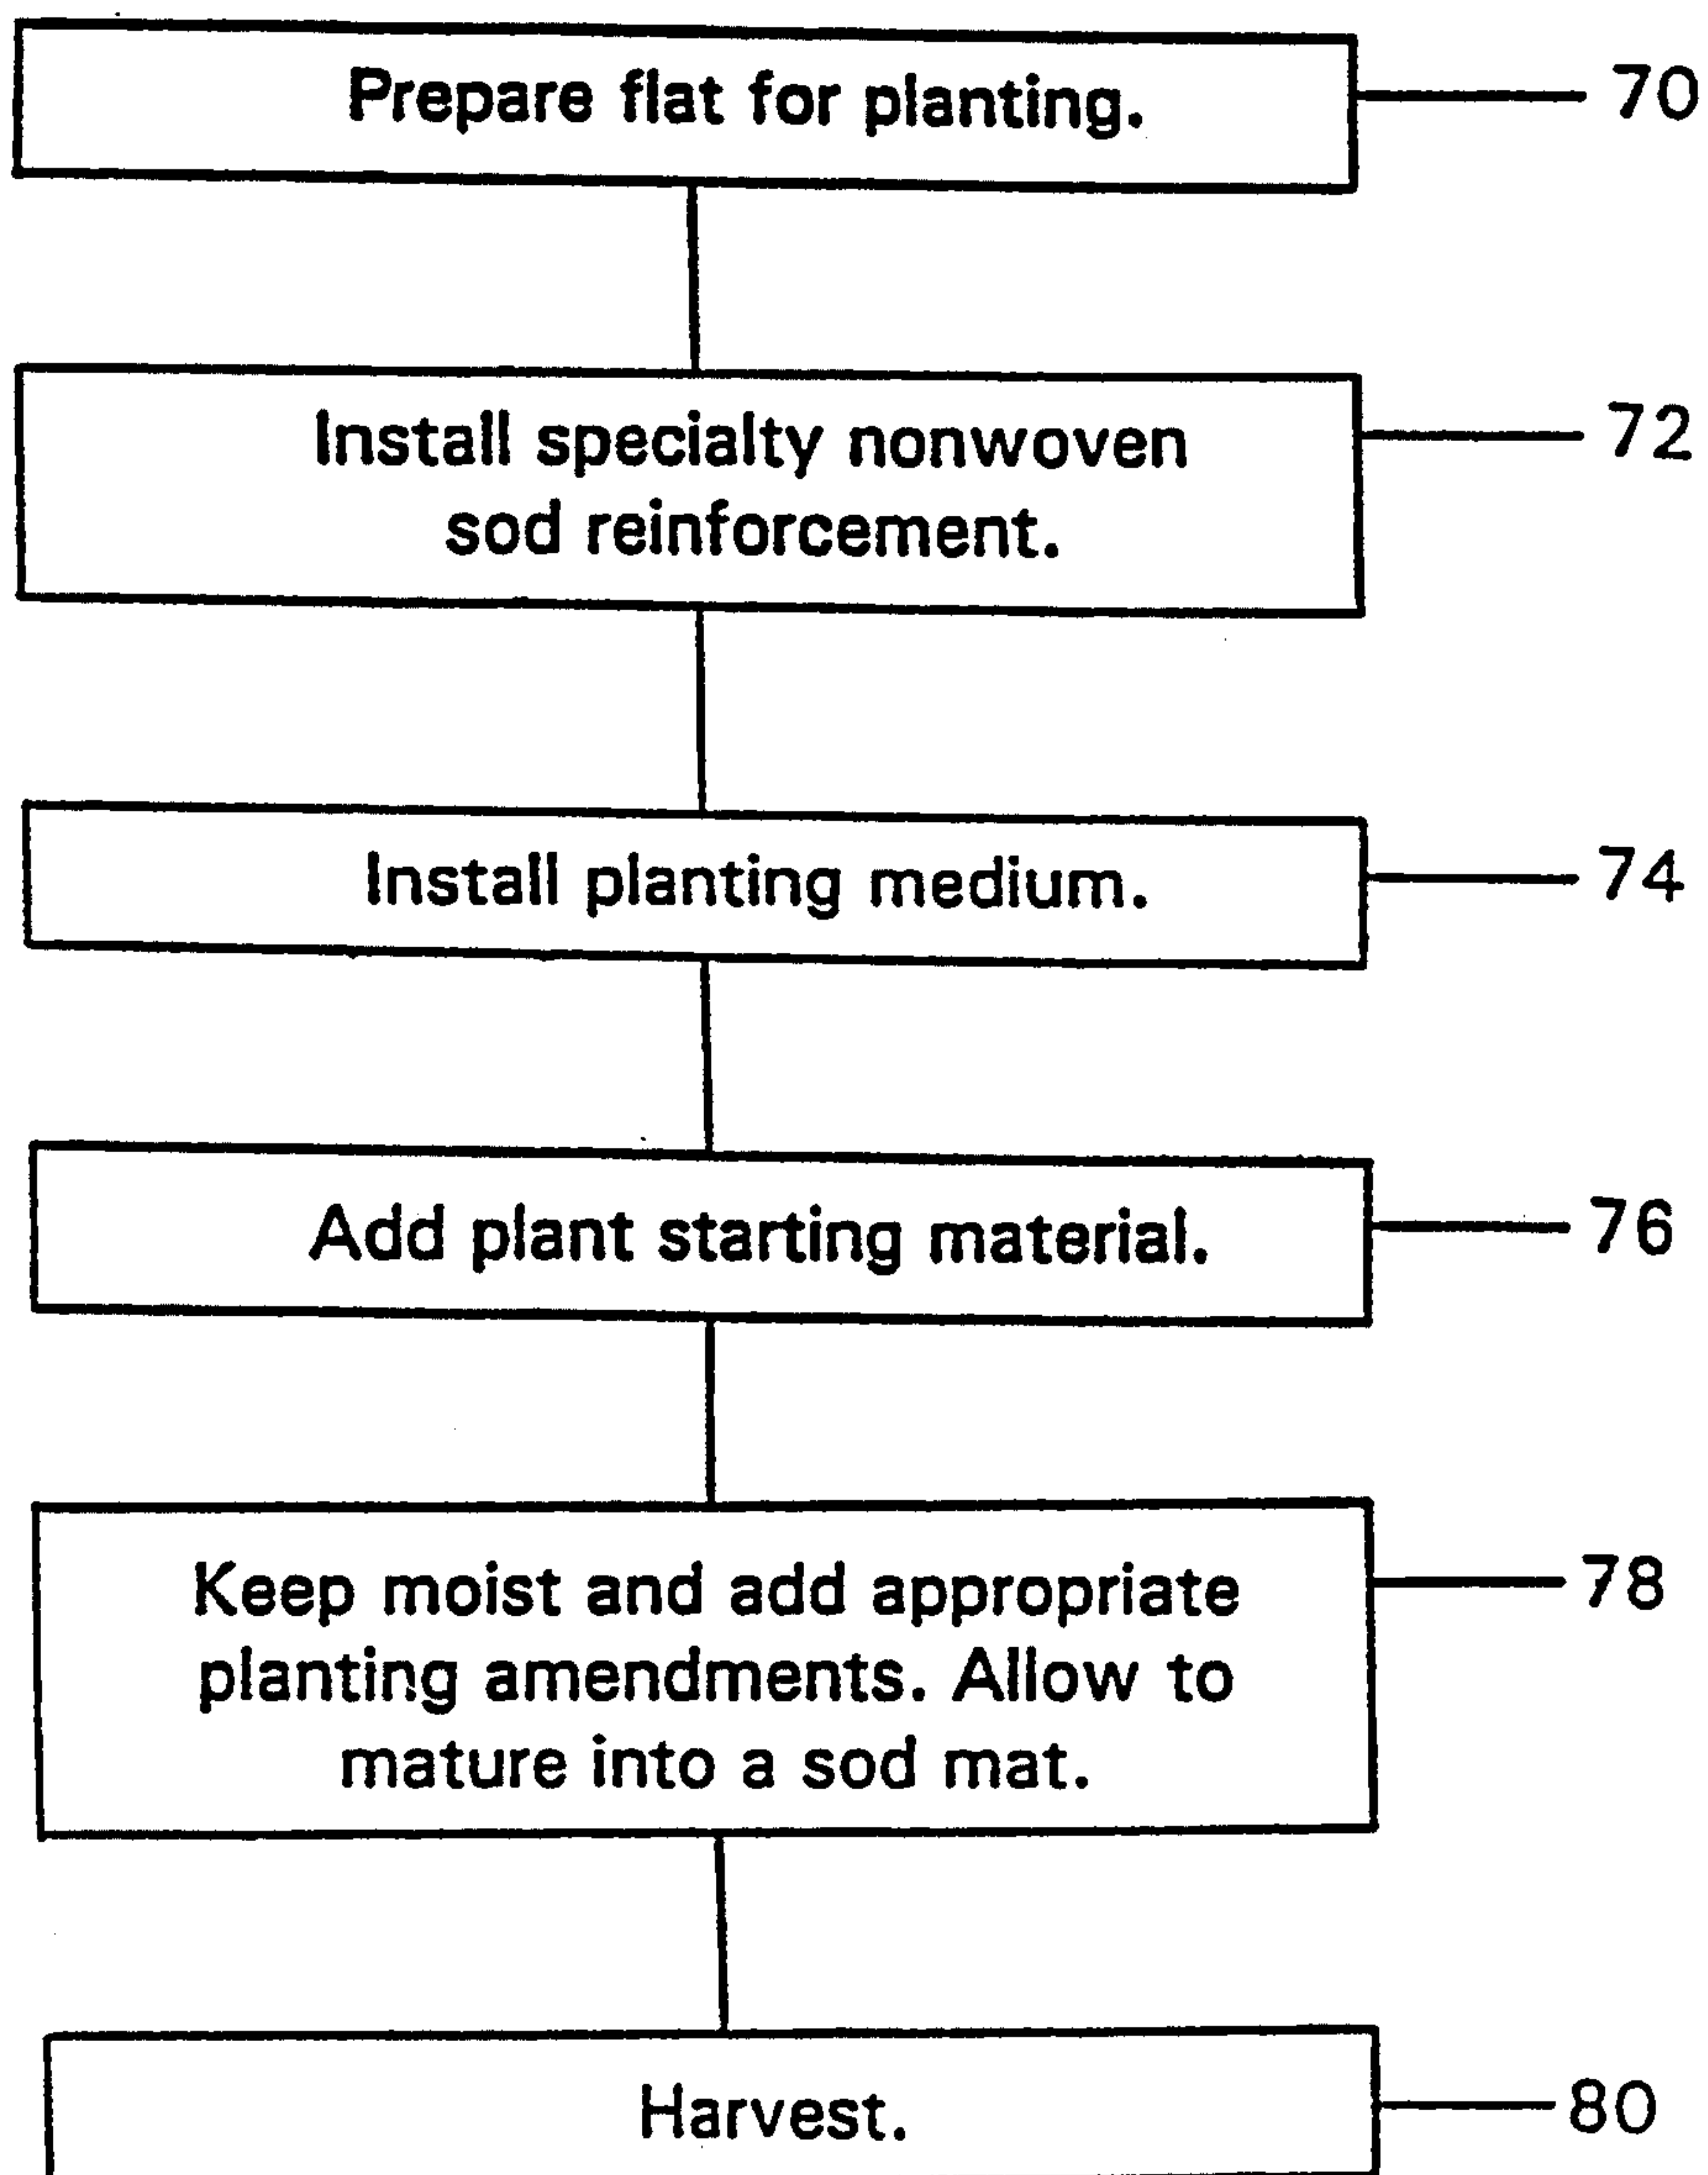 Prepare flat for planting.
70
Install specialty nonwoven
sod reinforcement.
72
Install planting medium.
74
Add plant starting material.
76
Keep moist and add appropriate
planting amendments. Allow to
mature into a sod mat.
78
Harvest.
80